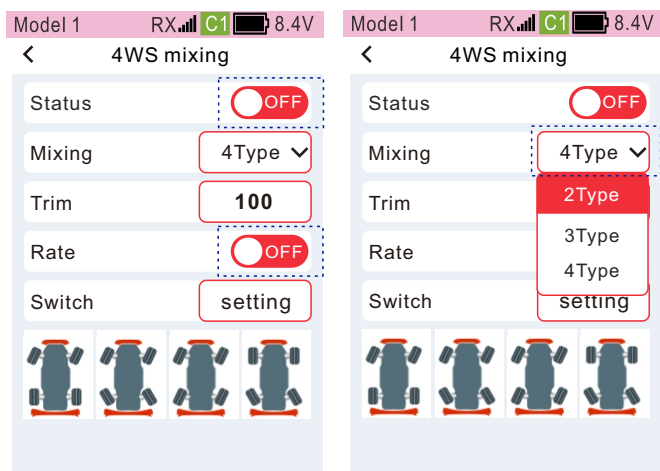 Model 1 RX C1 8.4V
4WS mixing
Status OFF
Mixing 4Type
Trim 100
Rate OFF
Switch setting
Model 1 RX C1 8.4V
4WS mixing
Status OFF
Mixing 4Type
Trim 2Type
Rate 3Type
4Type
Switch setting